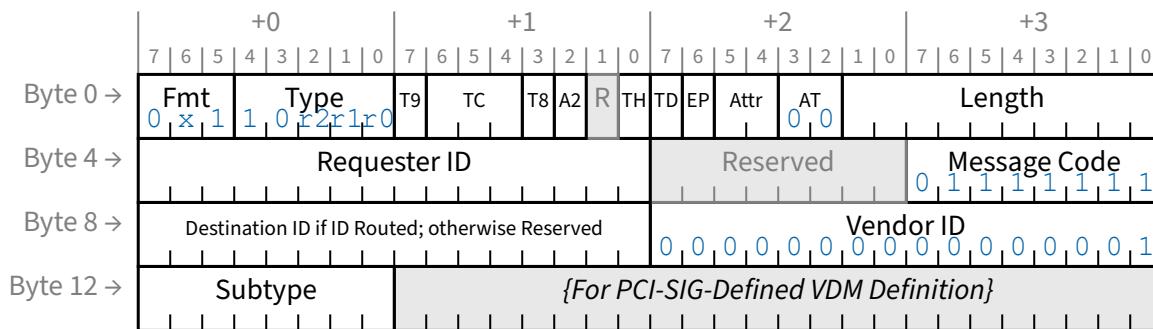 +0 +1 +2 +3
7 6 5 4 3 2 1 0 7 6 5 4 3 2 1 0 7 6 5 4 3 2 1 0 7 6 5 4 3 2 1 0
Byte 0 → Fmt Type T9 TC T8 A2 R TH TD EP Attr AT Length
0 x 1 1 0 r2 r1 r0 0 0
Byte 4 → Requester ID Reserved Message Code
0 1 1 1 1 1 1 1
Byte 8 → Destination ID if ID Routed; otherwise Reserved Vendor ID
0 0 0 0 0 0 0 0 0 0 0 0 0 0 0 1
Byte 12 → Subtype {For PCI-SIG-Defined VDM Definition}